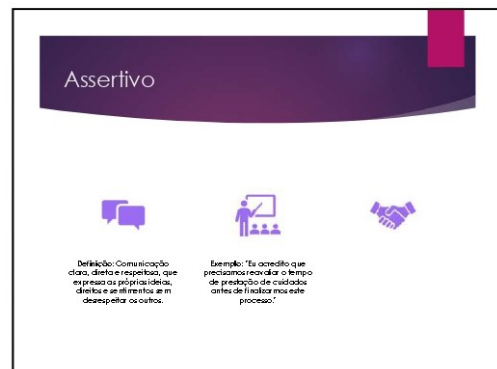 Assertivo
Definição: Comunicação
clara, direta e respeitosa, que
expressa as próprias ideias,
direitos e sentimentos sem
desrespeitar os outros.
Exemplo: "Eu acredito que
precisamos reavaliar o tempo
de prestação de cuidados
antes de finalizarmos este
processo."